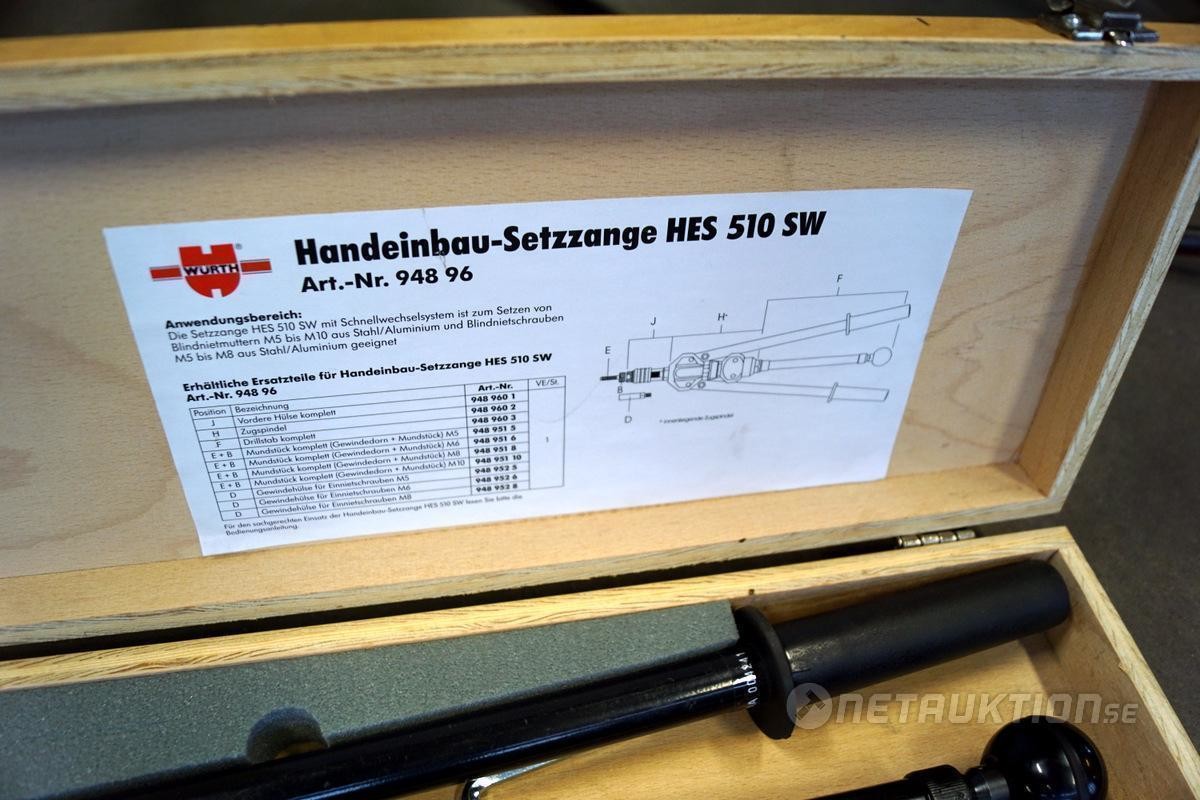 WÜRTH®
Handeinbau-Setzzange HES 510 SW
Art.-Nr. 948 96
Anwendungsbereich:
Die Setzzange HES 510 SW mit Schnellwechselsystem ist zum Setzen von
Blindnietmuttern M5 bis M10 aus Stahl/Aluminium und Blindnietschrauben
M5 bis M8 aus Stahl/Aluminium geeignet
Erhältliche Ersatzteile für Handeinbau-Setzzange HES 510 SW
Art.-Nr. 948 96
Position Bezeichnung Art.-Nr. VE/St.
J Vordere Hülse komplett 948 960 1
H Zugspindel 948 960 2
F Drillstab komplett 948 960 3
E + B Mundstück komplett (Gewindedorn + Mundstück) M5 948 951 5
E + B Mundstück komplett (Gewindedorn + Mundstück) M6 948 951 6
E + B Mundstück komplett (Gewindedorn + Mundstück) M8 948 951 8
E + B Mundstück komplett (Gewindedorn + Mundstück) M10 948 951 10
D Gewindehülse für Einnietschrauben M5 948 952 5
D Gewindehülse für Einnietschrauben M6 948 952 6
D Gewindehülse für Einnietschrauben M8 948 952 8
1
Für den sachgerechten Einsatz der Handeinbau-Setzzange HES 510 SW lesen Sie bitte die
Bedienungsanleitung.
F
H*
J
E
B
D
* innenliegende Zugspindel
NETAUKTION.SE